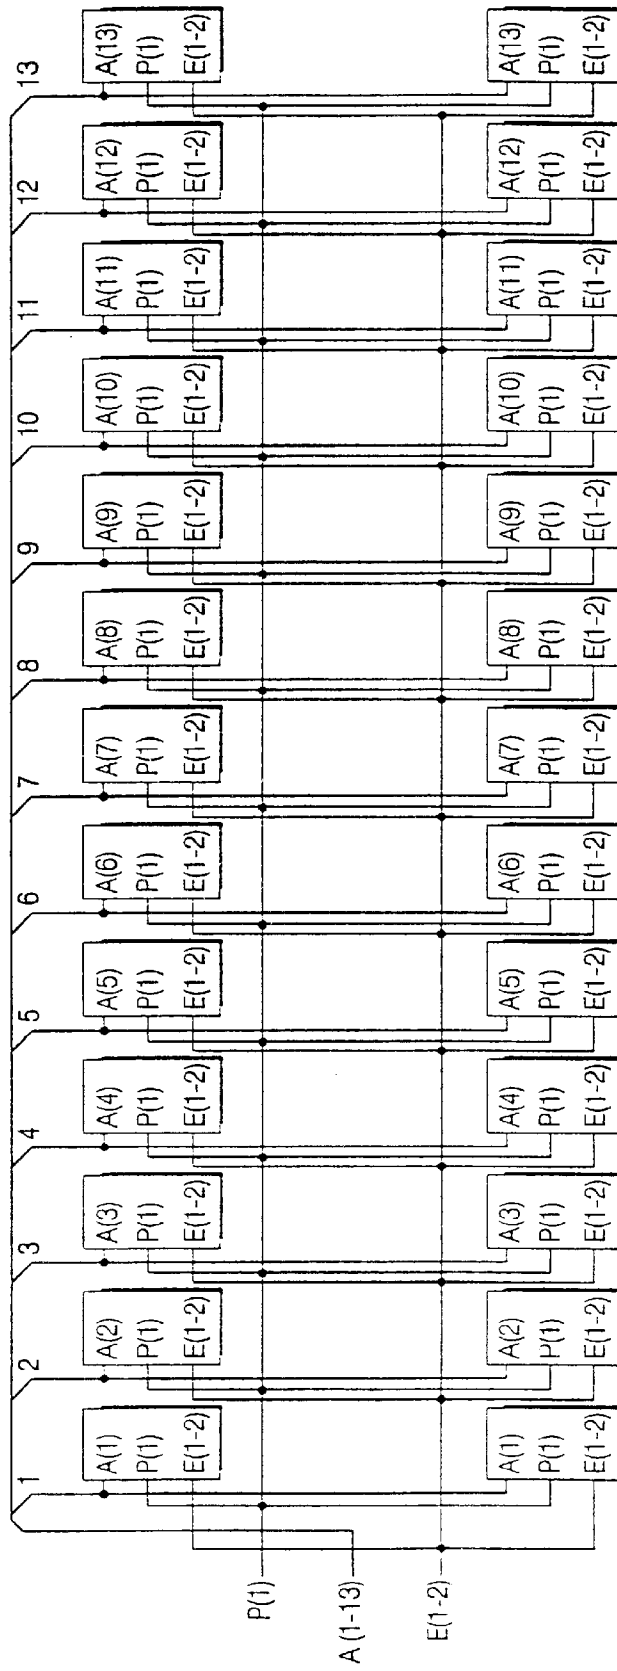 1
2
3
4
5
6
7
8
9
10
11
12
13
A(1)
P(1)
E(1-2)
A(2)
P(1)
E(1-2)
A(3)
P(1)
E(1-2)
A(4)
P(1)
E(1-2)
A(5)
P(1)
E(1-2)
A(6)
P(1)
E(1-2)
A(7)
P(1)
E(1-2)
A(8)
P(1)
E(1-2)
A(9)
P(1)
E(1-2)
A(10)
P(1)
E(1-2)
A(11)
P(1)
E(1-2)
A(12)
P(1)
E(1-2)
A(13)
P(1)
E(1-2)
P(1)
A(1-13)
E(1-2)
A(1)
P(1)
E(1-2)
A(2)
P(1)
E(1-2)
A(3)
P(1)
E(1-2)
A(4)
P(1)
E(1-2)
A(5)
P(1)
E(1-2)
A(6)
P(1)
E(1-2)
A(7)
P(1)
E(1-2)
A(8)
P(1)
E(1-2)
A(9)
P(1)
E(1-2)
A(10)
P(1)
E(1-2)
A(11)
P(1)
E(1-2)
A(12)
P(1)
E(1-2)
A(13)
P(1)
E(1-2)